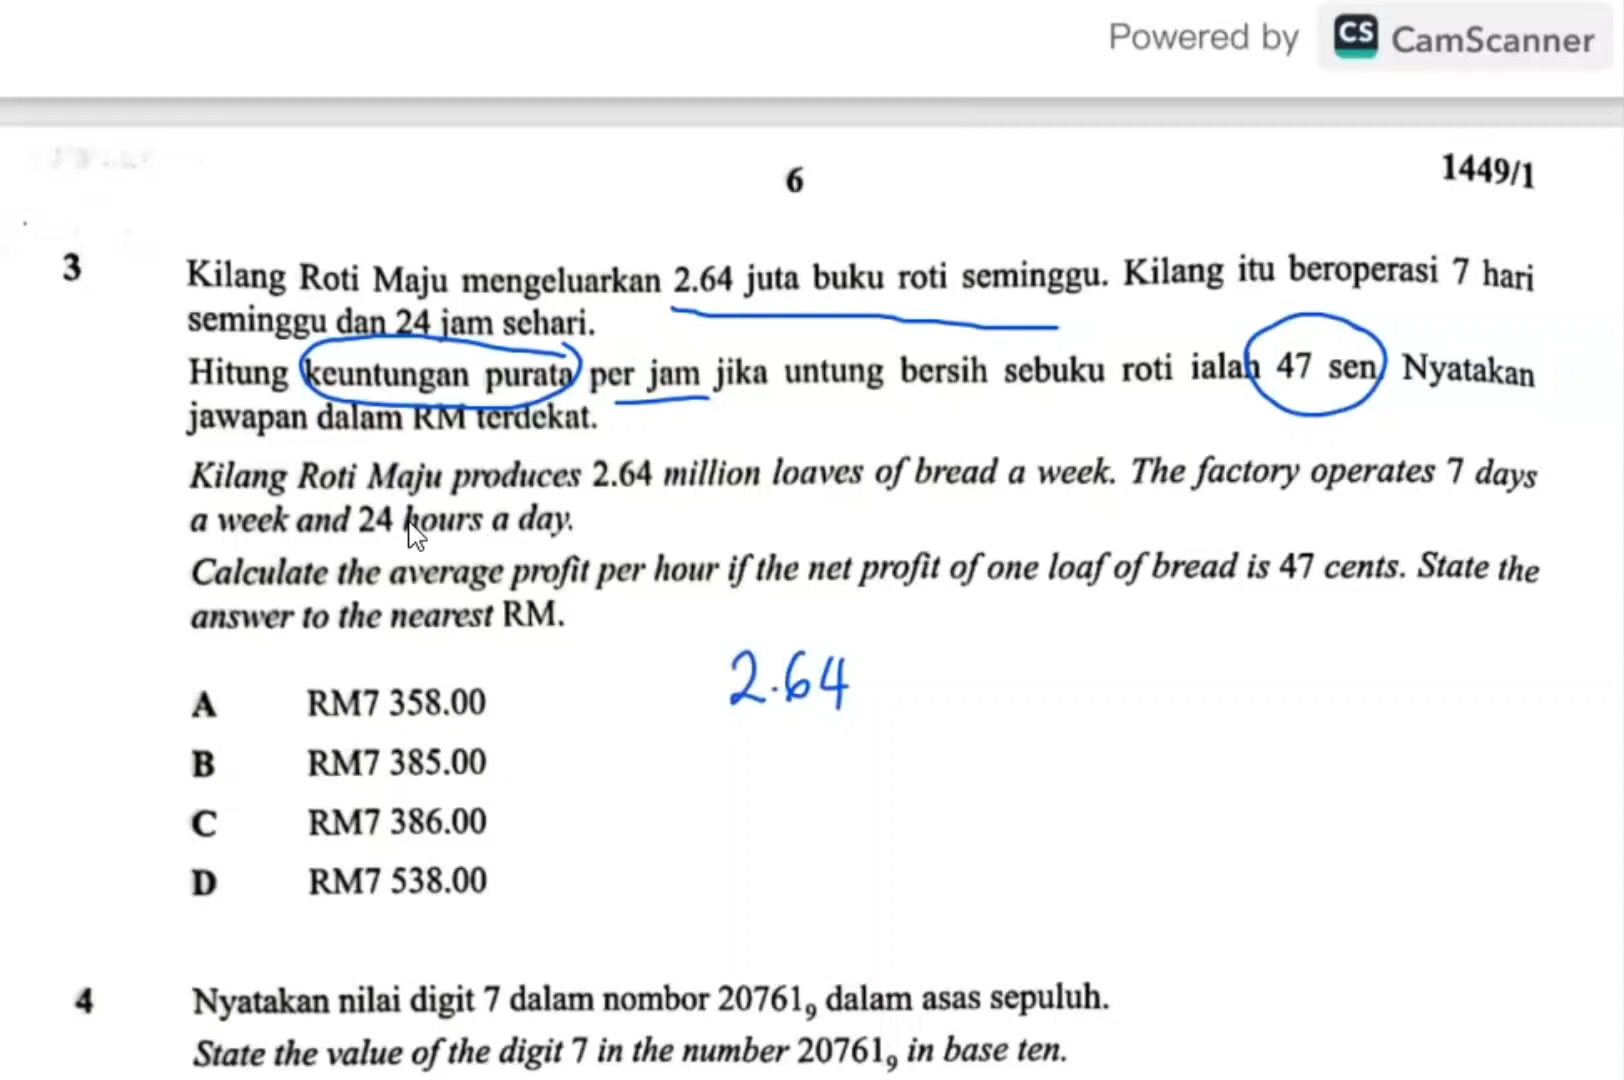 Powered by CS CamScanner
6
1449/1
3 Kilang Roti Maju mengeluarkan 2.64 juta buku roti seminggu. Kilang itu beroperasi 7 hari
seminggu dan 24 jam sehari.
Hitung keuntungan purata per jam jika untung bersih sebuku roti ialah 47 sen. Nyatakan
jawapan dalam RM terdekat.
Kilang Roti Maju produces 2.64 million loaves of bread a week. The factory operates 7 days
a week and 24 hours a day.
Calculate the average profit per hour if the net profit of one loaf of bread is 47 cents. State the
answer to the nearest RM.
2.64
A RM7 358.00
B RM7 385.00
C RM7 386.00
D RM7 538.00
4 Nyatakan nilai digit 7 dalam nombor 20761₉ dalam asas sepuluh.
State the value of the digit 7 in the number 20761₉ in base ten.